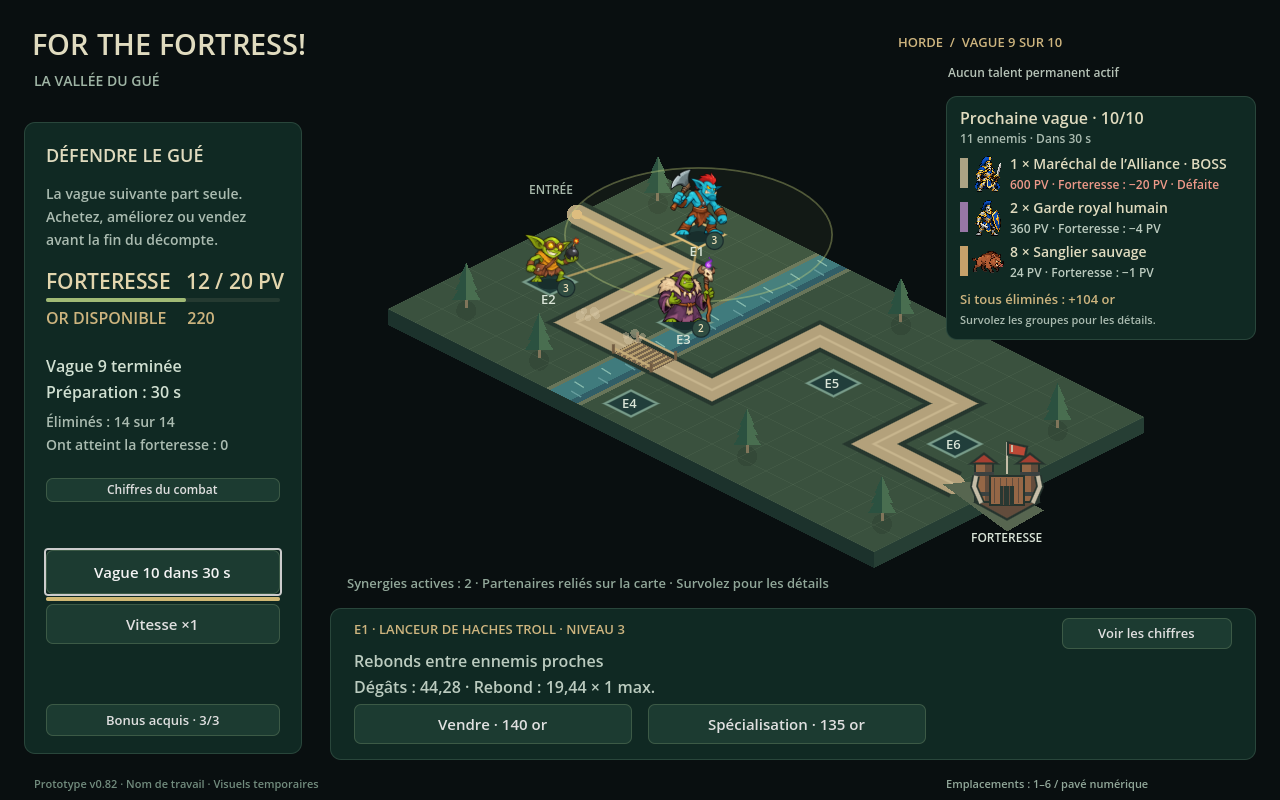 FOR THE FORTRESS!
LA VALLÉE DU GUÉ
HORDE / VAGUE 9 SUR 10
Aucun talent permanent actif
DÉFENDRE LE GUÉ
La vague suivante part seule.
Achetez, améliorez ou vendez
avant la fin du décompte.
FORTERESSE 12 / 20 PV
OR DISPONIBLE 220
Vague 9 terminée
Préparation : 30 s
Éliminés : 14 sur 14
Ont atteint la forteresse : 0
Chiffres du combat
Vague 10 dans 30 s
Vitesse ×1
Bonus acquis · 3/3
Prochaine vague · 10/10
11 ennemis · Dans 30 s
1 × Maréchal de l’Alliance · BOSS
600 PV · Forteresse : −20 PV · Défaite
2 × Garde royal humain
360 PV · Forteresse : −4 PV
8 × Sanglier sauvage
24 PV · Forteresse : −1 PV
Si tous éliminés : +104 or
Survolez les groupes pour les détails.
ENTRÉE
3
E1
3
E2
2
E3
E4
E5
E6
FORTERESSE
Synergies actives : 2 · Partenaires reliés sur la carte · Survolez pour les détails
E1 · LANCEUR DE HACHES TROLL · NIVEAU 3
Voir les chiffres
Rebonds entre ennemis proches
Dégâts : 44,28 · Rebond : 19,44 × 1 max.
Vendre · 140 or
Spécialisation · 135 or
Prototype v0.82 · Nom de travail · Visuels temporaires
Emplacements : 1–6 / pavé numérique